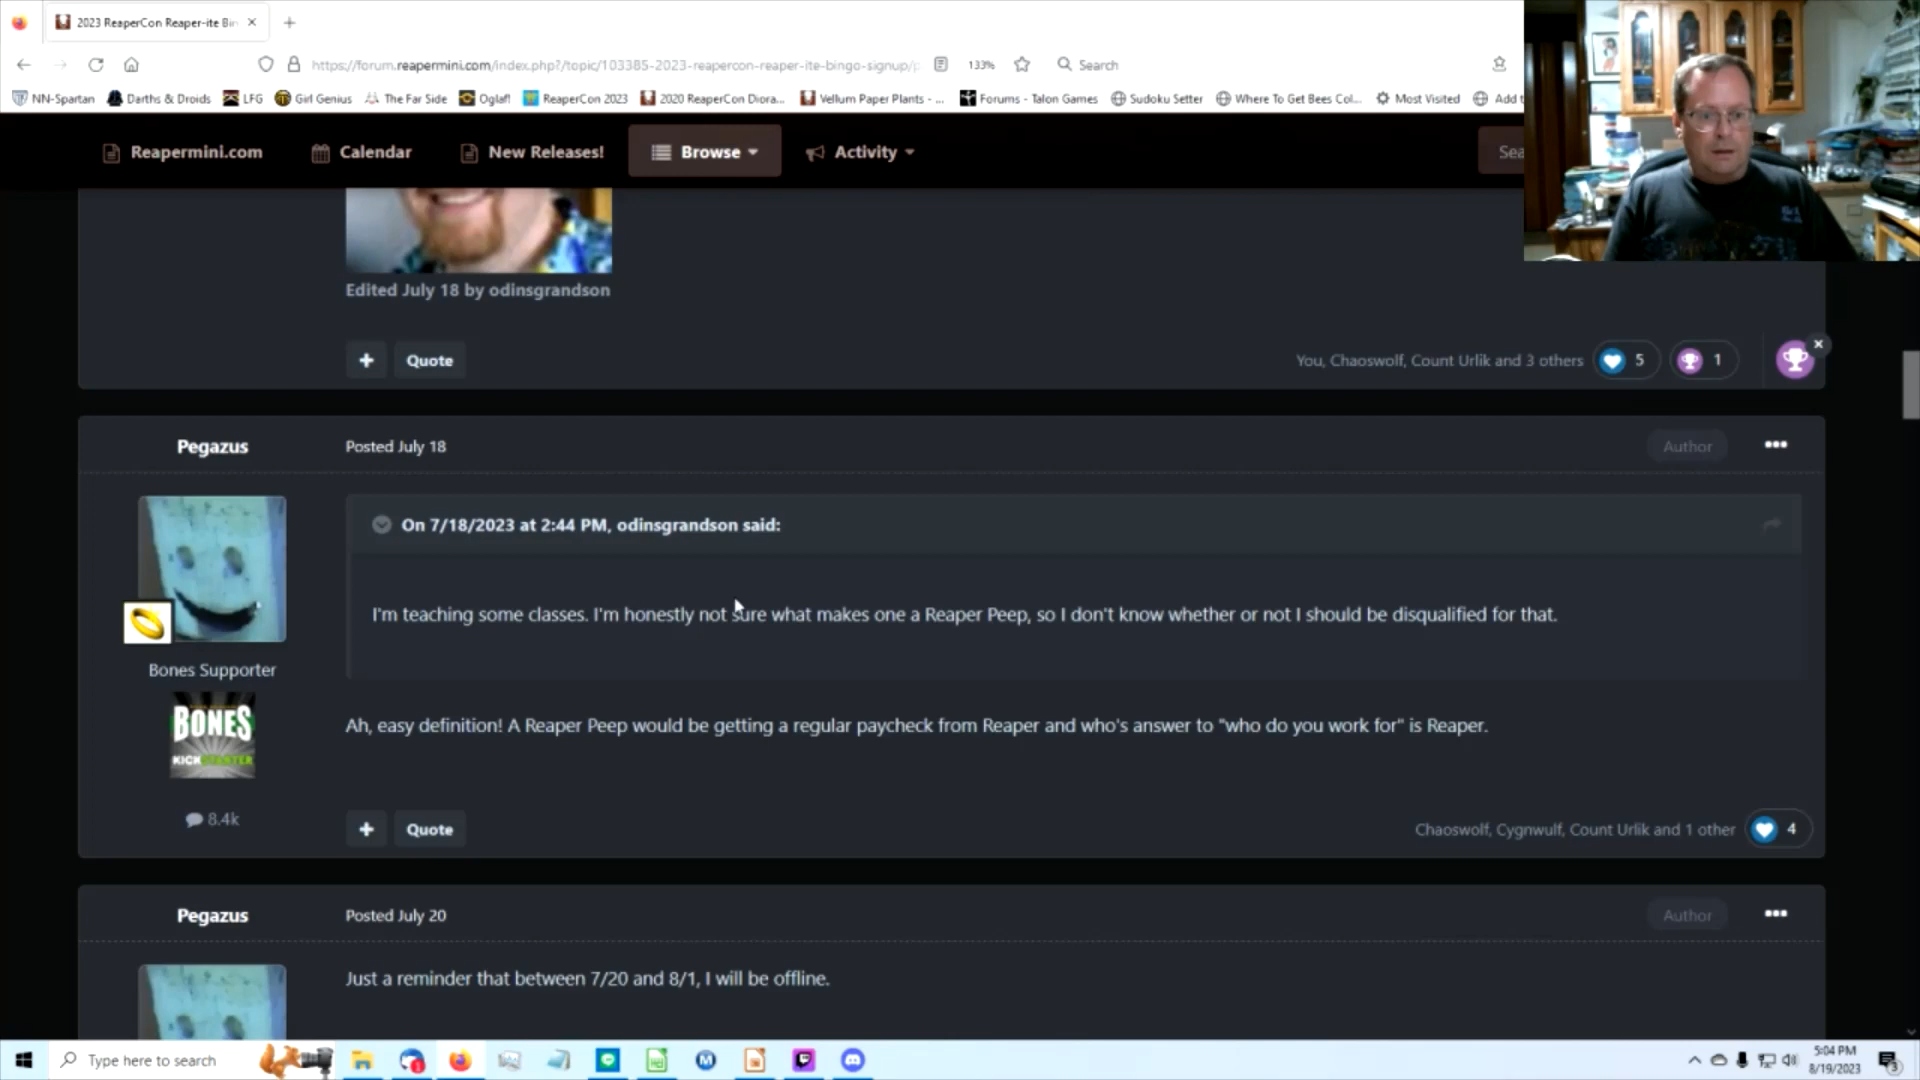 2023 ReaperCon Reaper-ite Bin
https://forum.reapermini.com/index.php?/topic/103385-2023-reapercon-reaper-ite-bingo-signup/p
133%
Search
NN-Spartan
Darths & Droids
LFG
Girl Genius
The Far Side
Oglaf!
ReaperCon 2023
2020 ReaperCon Diora...
Vellum Paper Plants - ...
Forums - Talon Games
Sudoku Setter
Where To Get Bees Col...
Most Visited
Add t
Reapermini.com
Calendar
New Releases!
Browse
Activity
Sea
Edited July 18 by odinsgrandson
+ Quote
You, Chaoswolf, Count Urlik and 3 others
5
1
Pegazus
Posted July 18
Author
On 7/18/2023 at 2:44 PM, odinsgrandson said:
I'm teaching some classes. I'm honestly not sure what makes one a Reaper Peep, so I don't know whether or not I should be disqualified for that.
Bones Supporter
BONES
KICKSTARTER
Ah, easy definition! A Reaper Peep would be getting a regular paycheck from Reaper and who's answer to "who do you work for" is Reaper.
8.4k
+ Quote
Chaoswolf, Cygnwulf, Count Urlik and 1 other
4
Pegazus
Posted July 20
Author
Just a reminder that between 7/20 and 8/1, I will be offline.
Type here to search
5:04 PM
8/19/2023
3